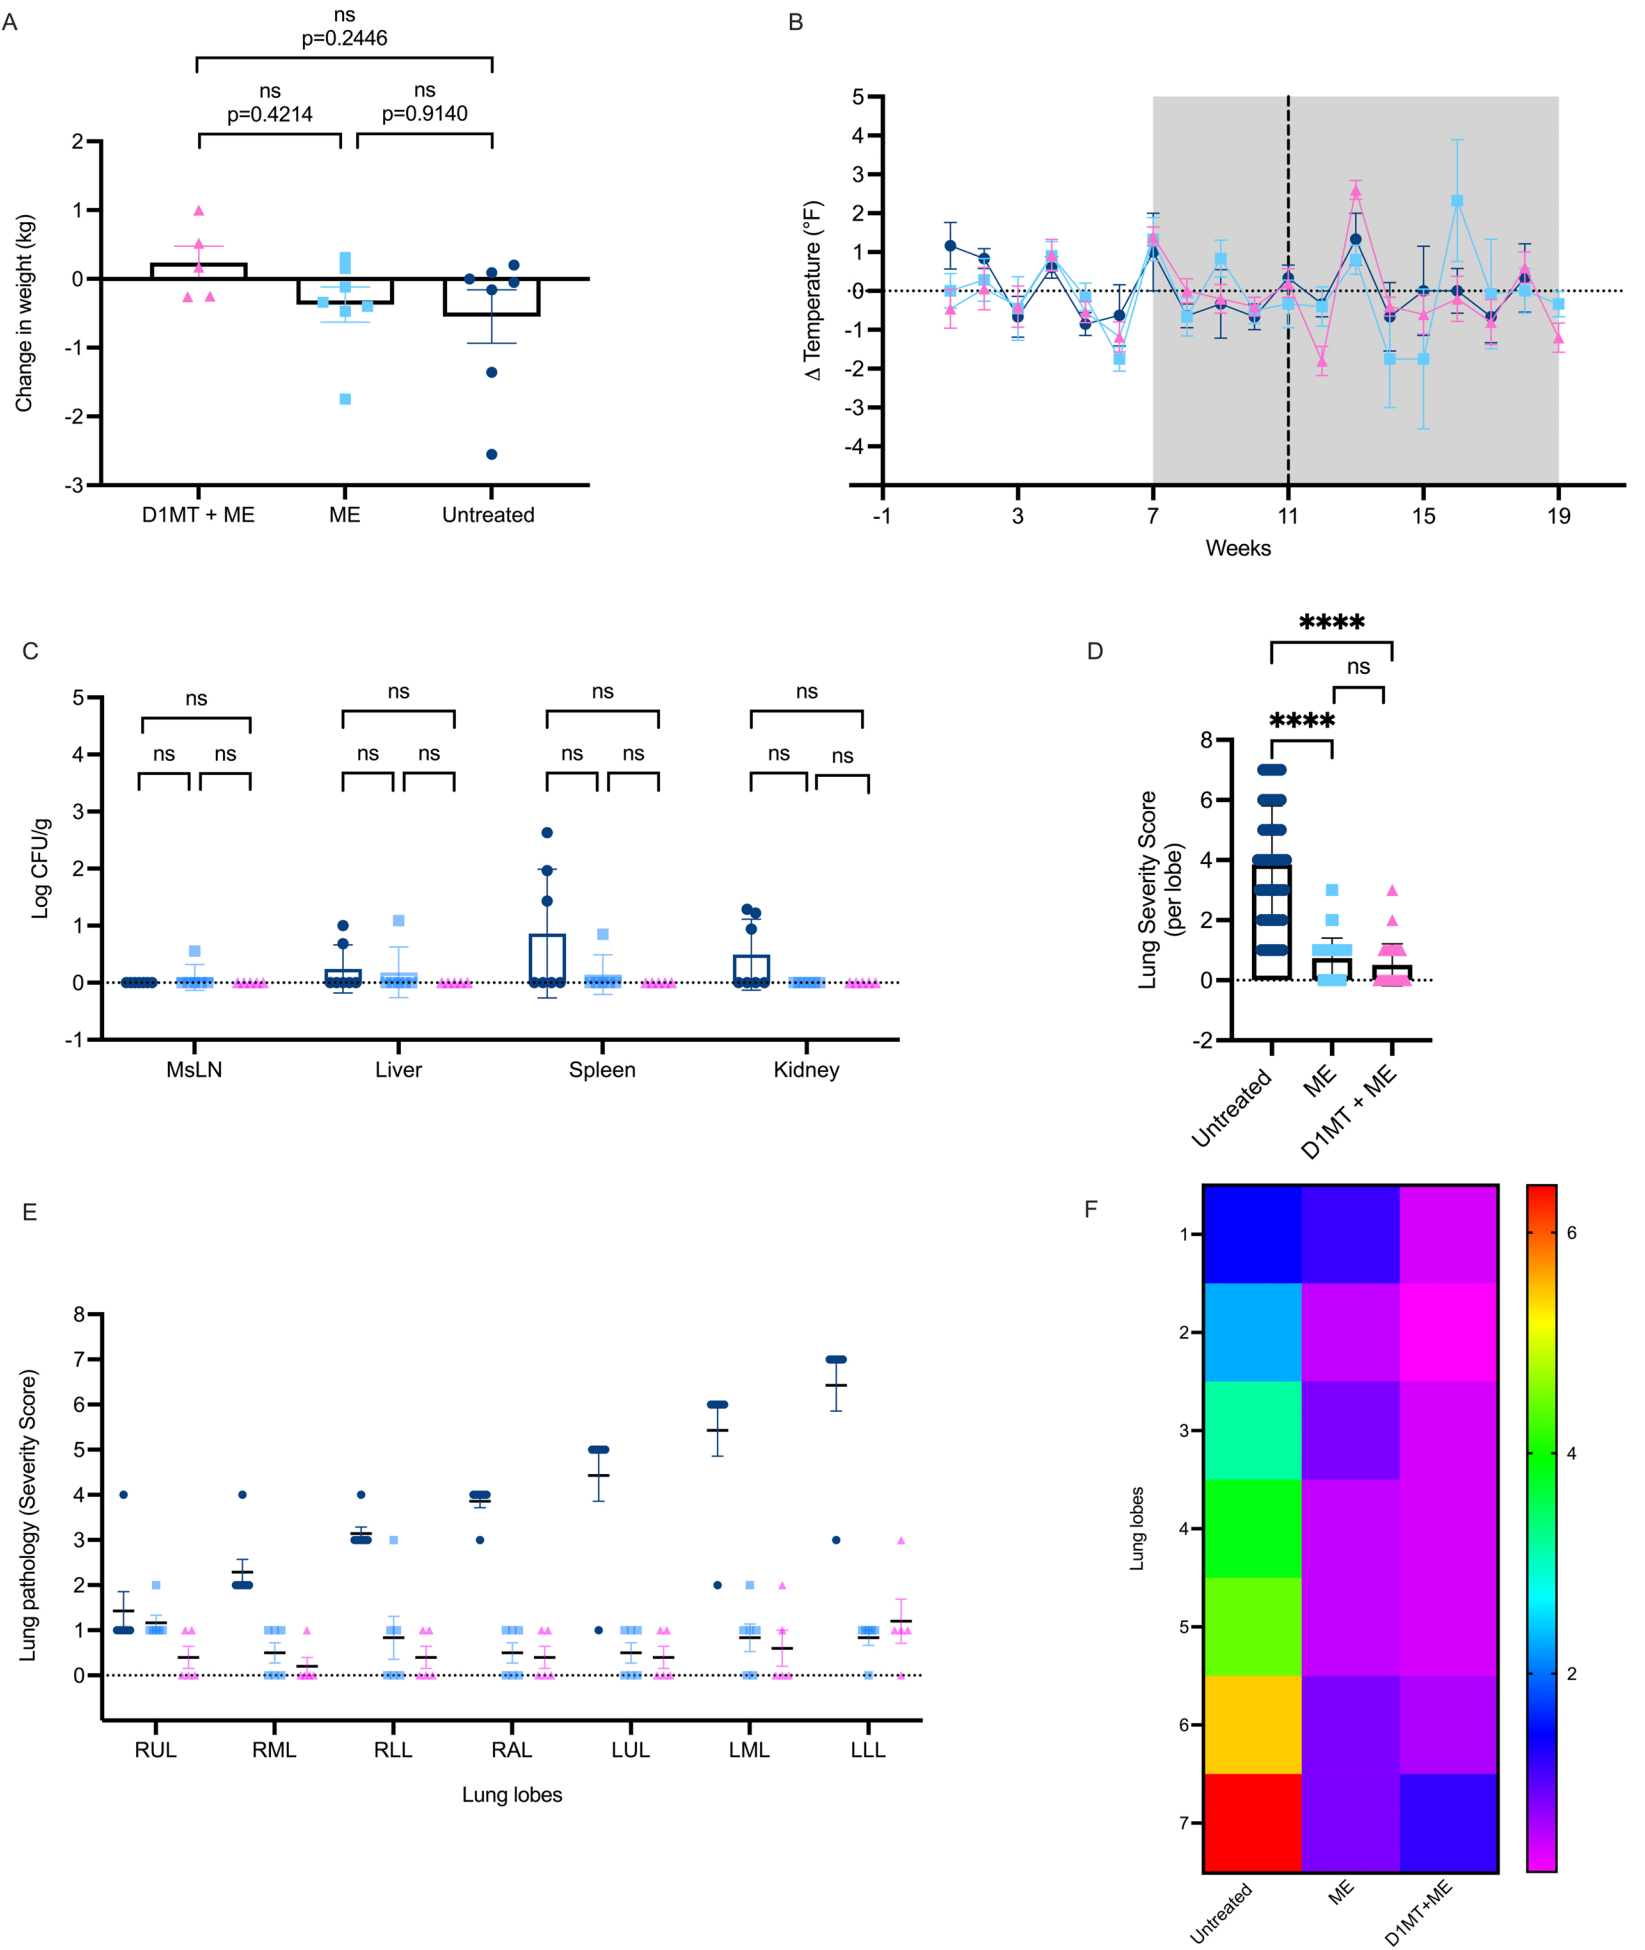 A
ns
p=0.2446
ns
p=0.4214
ns
p=0.9140
Change in weight (kg)
2
1
0
-1
-2
-3
D1MT + ME
ME
Untreated
B
Δ Temperature (°F)
5
4
3
2
1
0
-1
-2
-3
-4
-1
3
7
11
15
19
Weeks
C
Log CFU/g
5
4
3
2
1
0
-1
ns
ns
ns
ns
ns
ns
ns
ns
ns
ns
ns
ns
MsLN
Liver
Spleen
Kidney
D
****
ns
****
Lung Severity Score
(per lobe)
8
6
4
2
0
-2
Untreated
ME
D1MT + ME
E
Lung pathology (Severity Score)
8
7
6
5
4
3
2
1
0
RUL
RML
RLL
RAL
LUL
LML
LLL
Lung lobes
F
Lung lobes
1
2
3
4
5
6
7
Untreated
ME
D1MT+ME
6
4
2